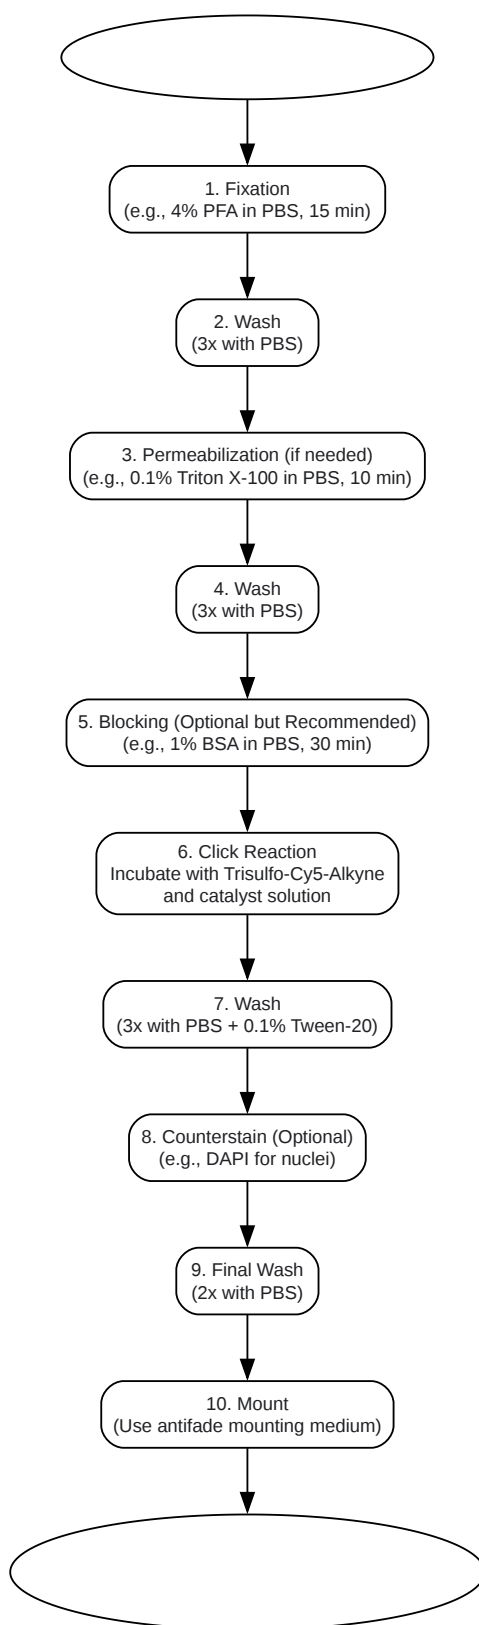 1. Fixation
(e.g., 4% PFA in PBS, 15 min)
2. Wash
(3x with PBS)
3. Permeabilization (if needed)
(e.g., 0.1% Triton X-100 in PBS, 10 min)
4. Wash
(3x with PBS)
5. Blocking (Optional but Recommended)
(e.g., 1% BSA in PBS, 30 min)
6. Click Reaction
Incubate with Trisulfo-Cy5-Alkyne
and catalyst solution
7. Wash
(3x with PBS + 0.1% Tween-20)
8. Counterstain (Optional)
(e.g., DAPI for nuclei)
9. Final Wash
(2x with PBS)
10. Mount
(Use antifade mounting medium)